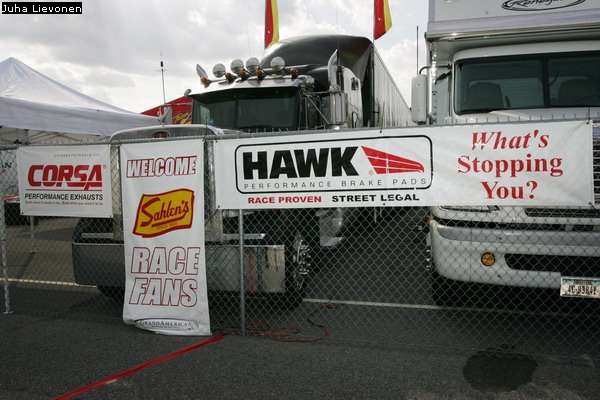 Juha Lievonen
CORSA
PERFORMANCE EXHAUSTS
WELCOME
Sahlen's
RACE
FANS
GRANDAMERICAN
HAWK
PERFORMANCE BRAKE PADS
RACE PROVEN STREET LEGAL
What's
Stopping
You?